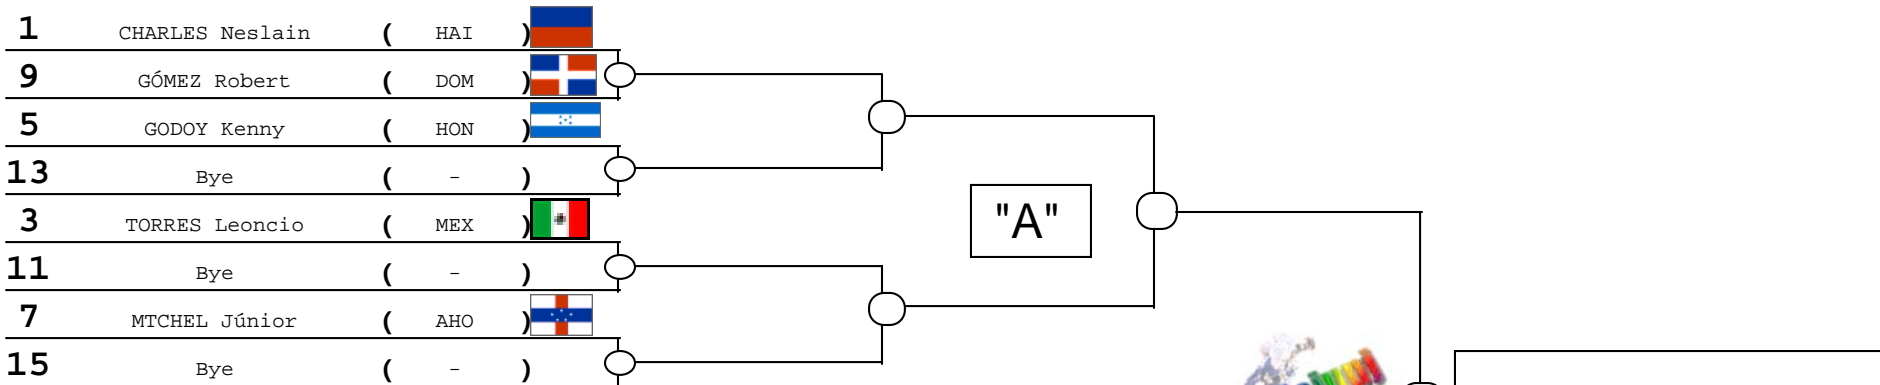 1 CHARLES Neslain ( HAI )
9 GÓMEZ Robert ( DOM )
5 GODOY Kenny ( HON )
13 Bye ( - )
"A"
3 TORRES Leoncio ( MEX )
11 Bye ( - )
7 MTCHEL Júnior ( AHO )
15 Bye ( - )